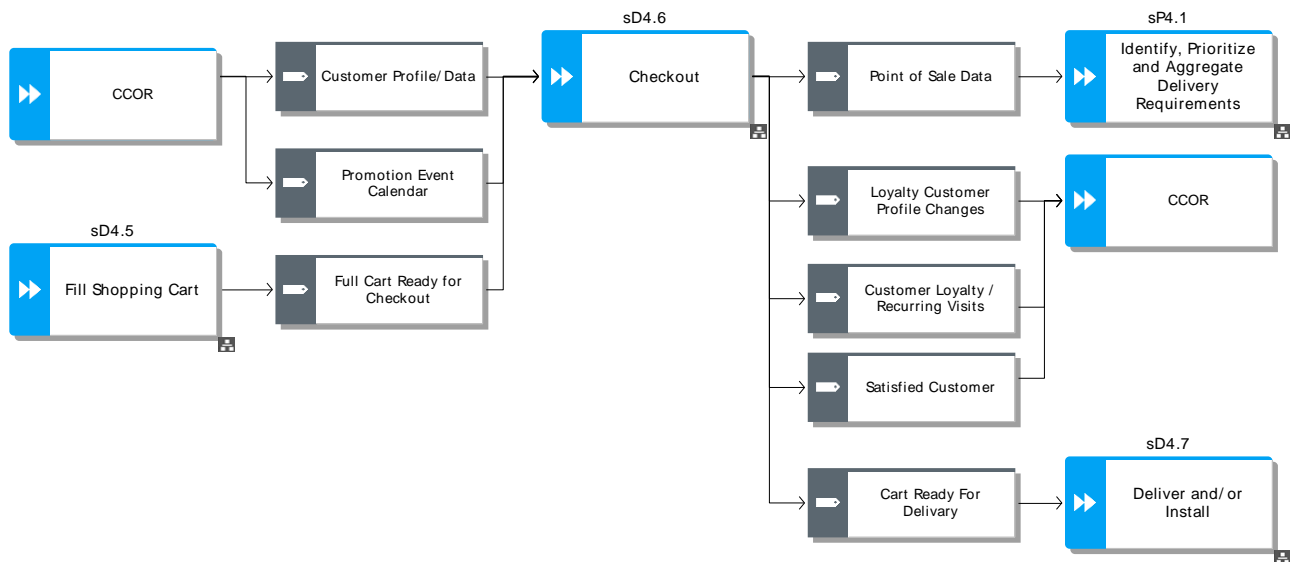 sD4.6
sP4.1
CCOR
Customer Profile/Data
Checkout
Point of Sale Data
Identify, Prioritize
and Aggregate
Delivery
Requirements
Promotion Event
Calendar
Loyalty Customer
Profile Changes
CCOR
sD4.5
Fill Shopping Cart
Full Cart Ready for
Checkout
Customer Loyalty /
Recurring Visits
Satisfied Customer
sD4.7
Cart Ready For
Delivary
Deliver and/or
Install